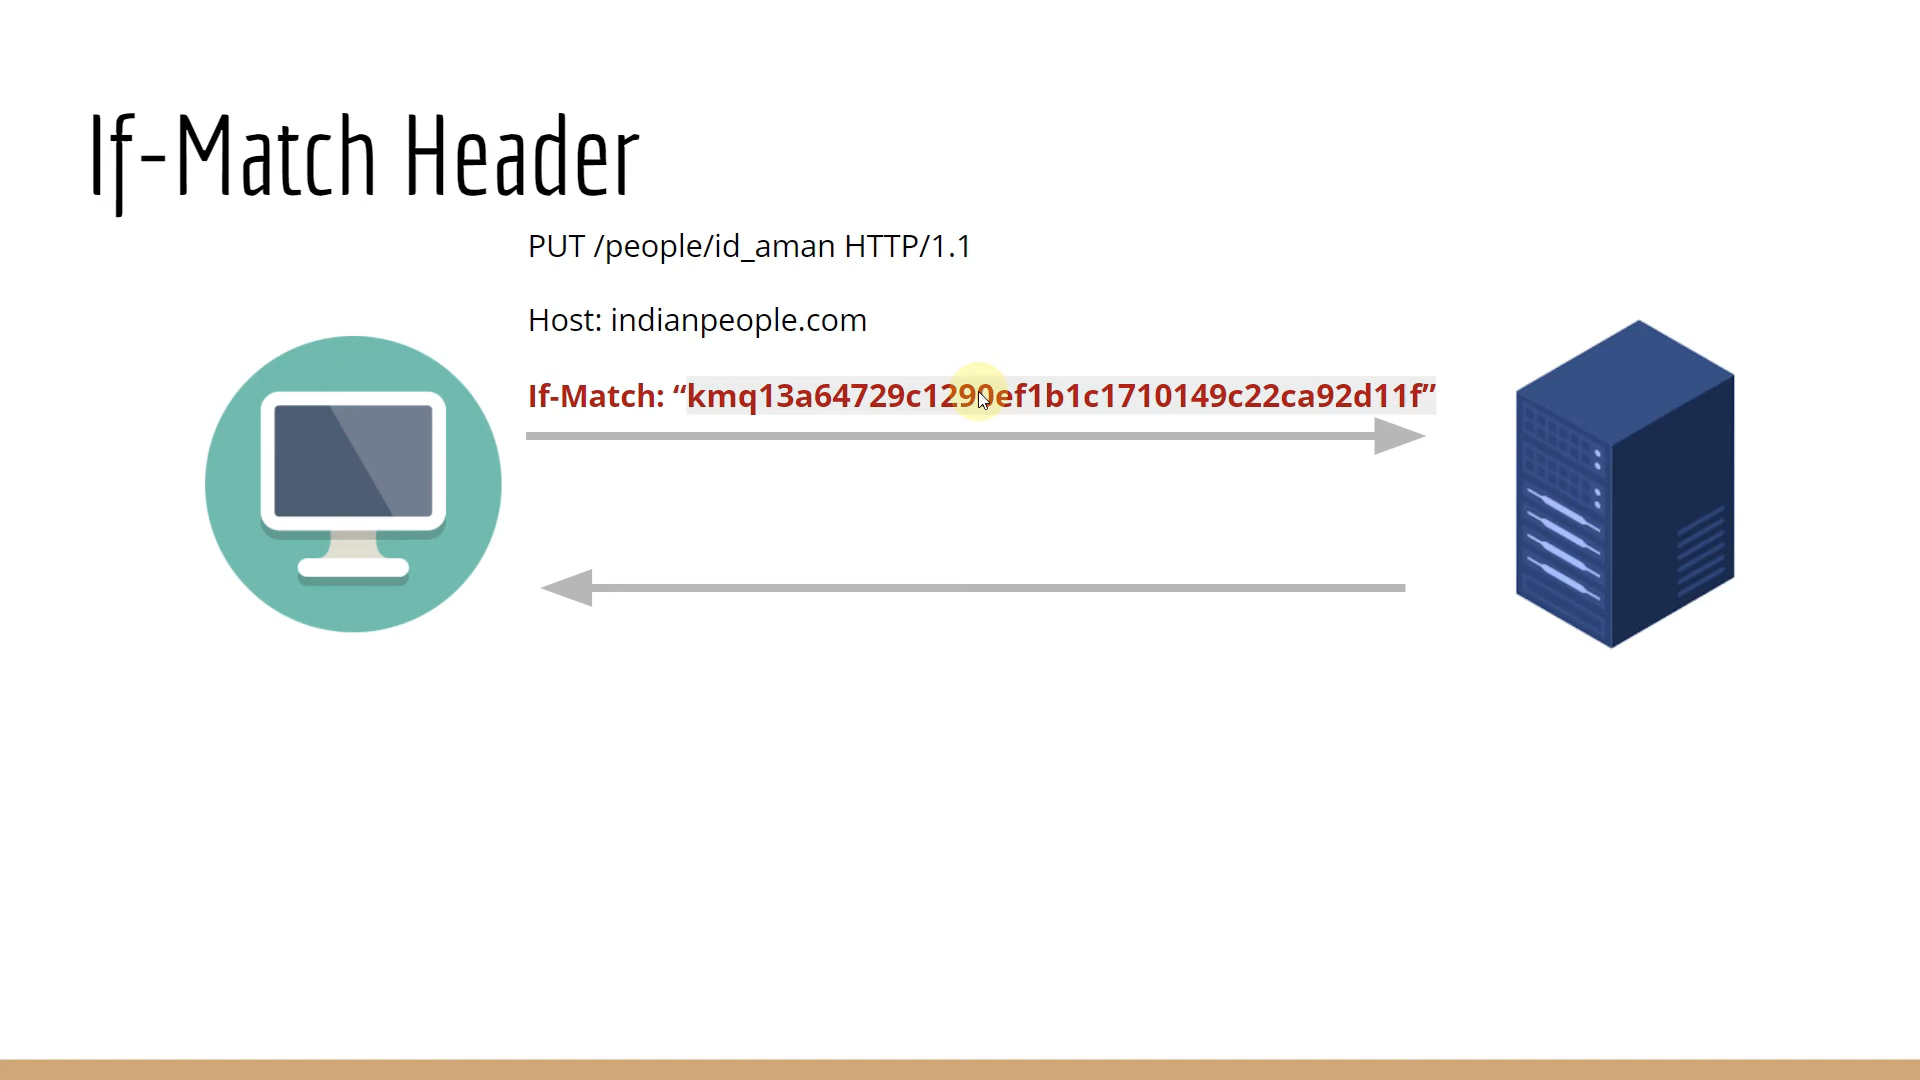 If-Match Header
PUT /people/id_aman HTTP/1.1
Host: indianpeople.com
If-Match: “kmq13a64729c1290ef1b1c1710149c22ca92d11f”